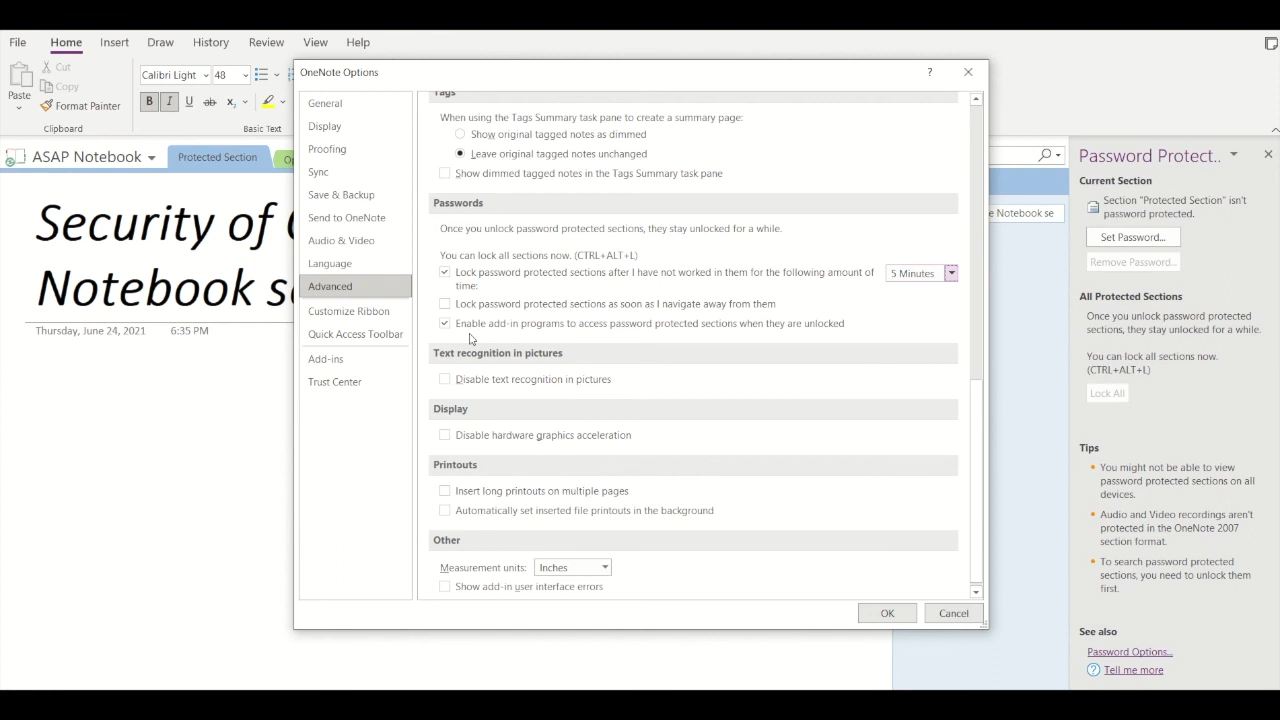 File Home Insert Draw History Review View Help
Paste
Cut
Copy
Format Painter
Clipboard
Calibri Light 48
B I U ab x₂
Basic Text
ASAP Notebook Protected Section
Security of
Notebook se
Thursday, June 24, 2021 6:35 PM
e Notebook se
OneNote Options ?
General
Display
Proofing
Sync
Save & Backup
Send to OneNote
Audio & Video
Language
Advanced
Customize Ribbon
Quick Access Toolbar
Add-ins
Trust Center
Tags
When using the Tags Summary task pane to create a summary page:
Show original tagged notes as dimmed
Leave original tagged notes unchanged
Show dimmed tagged notes in the Tags Summary task pane
Passwords
Once you unlock password protected sections, they stay unlocked for a while.
You can lock all sections now. (CTRL+ALT+L)
Lock password protected sections after I have not worked in them for the following amount of
time:
5 Minutes
Lock password protected sections as soon as I navigate away from them
Enable add-in programs to access password protected sections when they are unlocked
Text recognition in pictures
Disable text recognition in pictures
Display
Disable hardware graphics acceleration
Printouts
Insert long printouts on multiple pages
Automatically set inserted file printouts in the background
Other
Measurement units: Inches
Show add-in user interface errors
OK Cancel
Password Protect...
Current Section
Section "Protected Section" isn't
password protected.
Set Password...
Remove Password...
All Protected Sections
Once you unlock password protected
sections, they stay unlocked for a while.
You can lock all sections now.
(CTRL+ALT+L)
Lock All
Tips
You might not be able to view
password protected sections on all
devices.
Audio and Video recordings aren't
protected in the OneNote 2007
section format.
To search password protected
sections, you need to unlock them
first.
See also
Password Options...
Tell me more